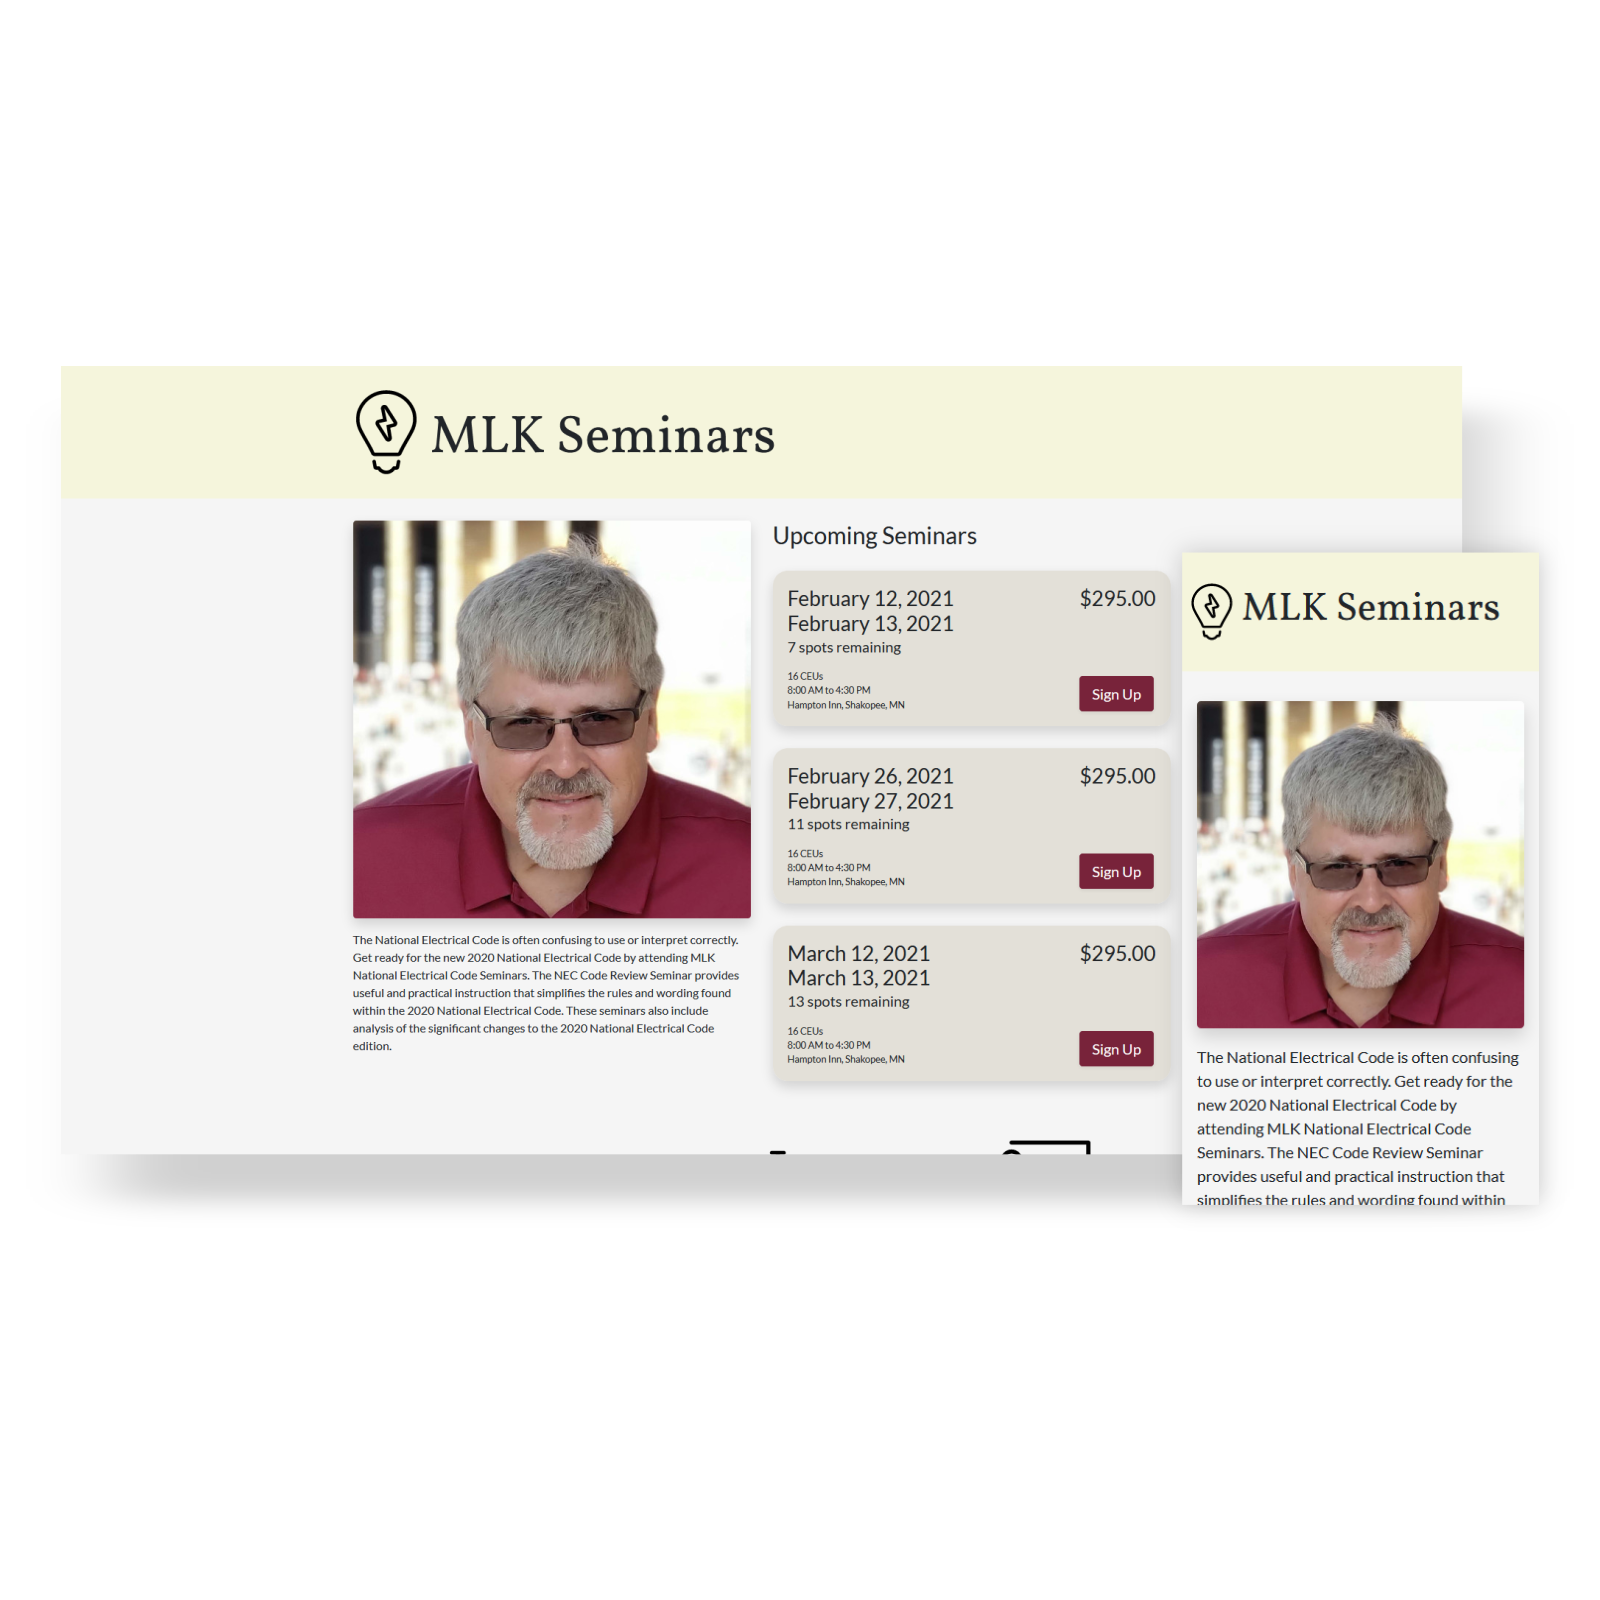 MLK Seminars
The National Electrical Code is often confusing to use or interpret correctly.
Get ready for the new 2020 National Electrical Code by attending MLK
National Electrical Code Seminars. The NEC Code Review Seminar provides
useful and practical instruction that simplifies the rules and wording found
within the 2020 National Electrical Code. These seminars also include
analysis of the significant changes to the 2020 National Electrical Code
edition.
Upcoming Seminars
February 12, 2021
$295.00
February 13, 2021
7 spots remaining
16 CEUs
8:00 AM to 4:30 PM
Hampton Inn, Shakopee, MN
Sign Up
February 26, 2021
$295.00
February 27, 2021
11 spots remaining
16 CEUs
8:00 AM to 4:30 PM
Hampton Inn, Shakopee, MN
Sign Up
March 12, 2021
$295.00
March 13, 2021
13 spots remaining
16 CEUs
8:00 AM to 4:30 PM
Hampton Inn, Shakopee, MN
Sign Up
MLK Seminars
The National Electrical Code is often confusing
to use or interpret correctly. Get ready for the
new 2020 National Electrical Code by
attending MLK National Electrical Code
Seminars. The NEC Code Review Seminar
provides useful and practical instruction that
simplifies the rules and wording found within